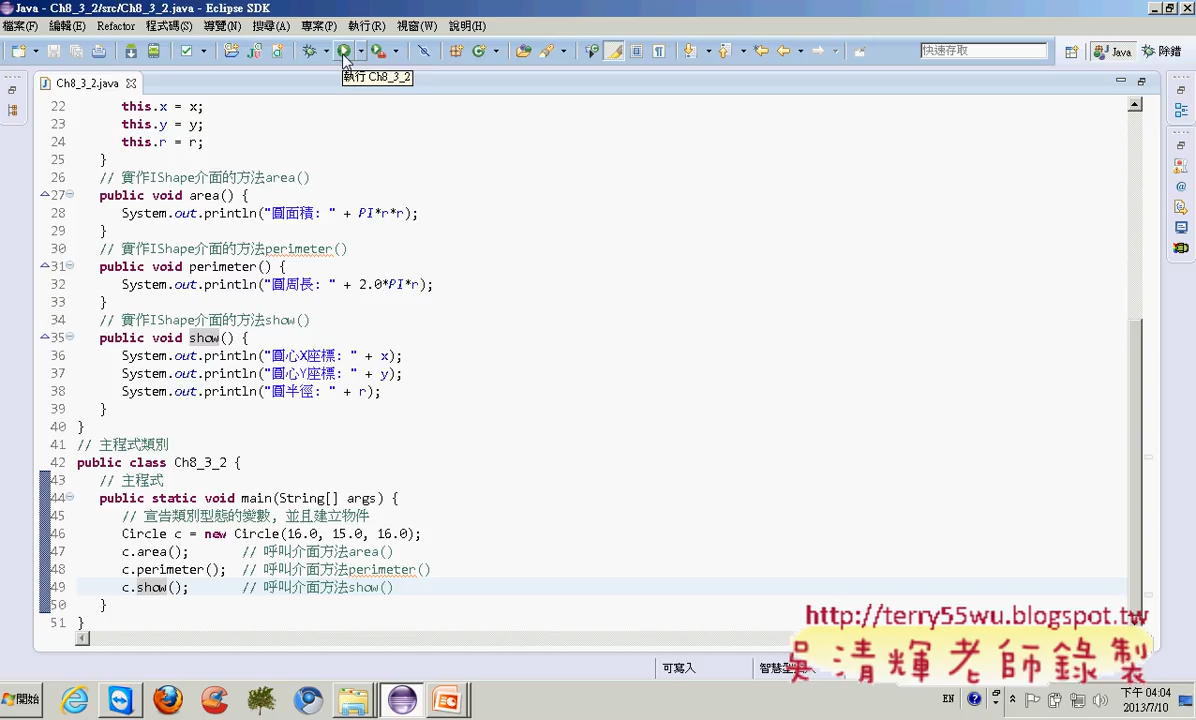 Java - Ch8_3_2/src/Ch8_3_2.java - Eclipse SDK
檔案(F) 編輯(E) Refactor 程式碼(S) 導覽(N) 搜尋(A) 專案(P) 執行(R) 視窗(W) 說明(H)
快速存取
Java
除錯
執行 Ch8_3_2
Ch8_3_2.java
22 this.x = x;
23 this.y = y;
24 this.r = r;
25 }
26 // 實作IShape介面的方法area()
27 public void area() {
28 System.out.println("圓面積: " + PI*r*r);
29 }
30 // 實作IShape介面的方法perimeter()
31 public void perimeter() {
32 System.out.println("圓周長: " + 2.0*PI*r);
33 }
34 // 實作IShape介面的方法show()
35 public void show() {
36 System.out.println("圓心X座標: " + x);
37 System.out.println("圓心Y座標: " + y);
38 System.out.println("圓半徑: " + r);
39 }
40 }
41 // 主程式類別
42 public class Ch8_3_2 {
43 // 主程式
44 public static void main(String[] args) {
45 // 宣告類別型態的變數, 並且建立物件
46 Circle c = new Circle(16.0, 15.0, 16.0);
47 c.area(); // 呼叫介面方法area()
48 c.perimeter(); // 呼叫介面方法perimeter()
49 c.show(); // 呼叫介面方法show()
50 }
51 }
http://terry55wu.blogspot.tw
吳清輝老師錄製
可寫入
智慧型
開始
EN
下午 04:04
2013/7/10